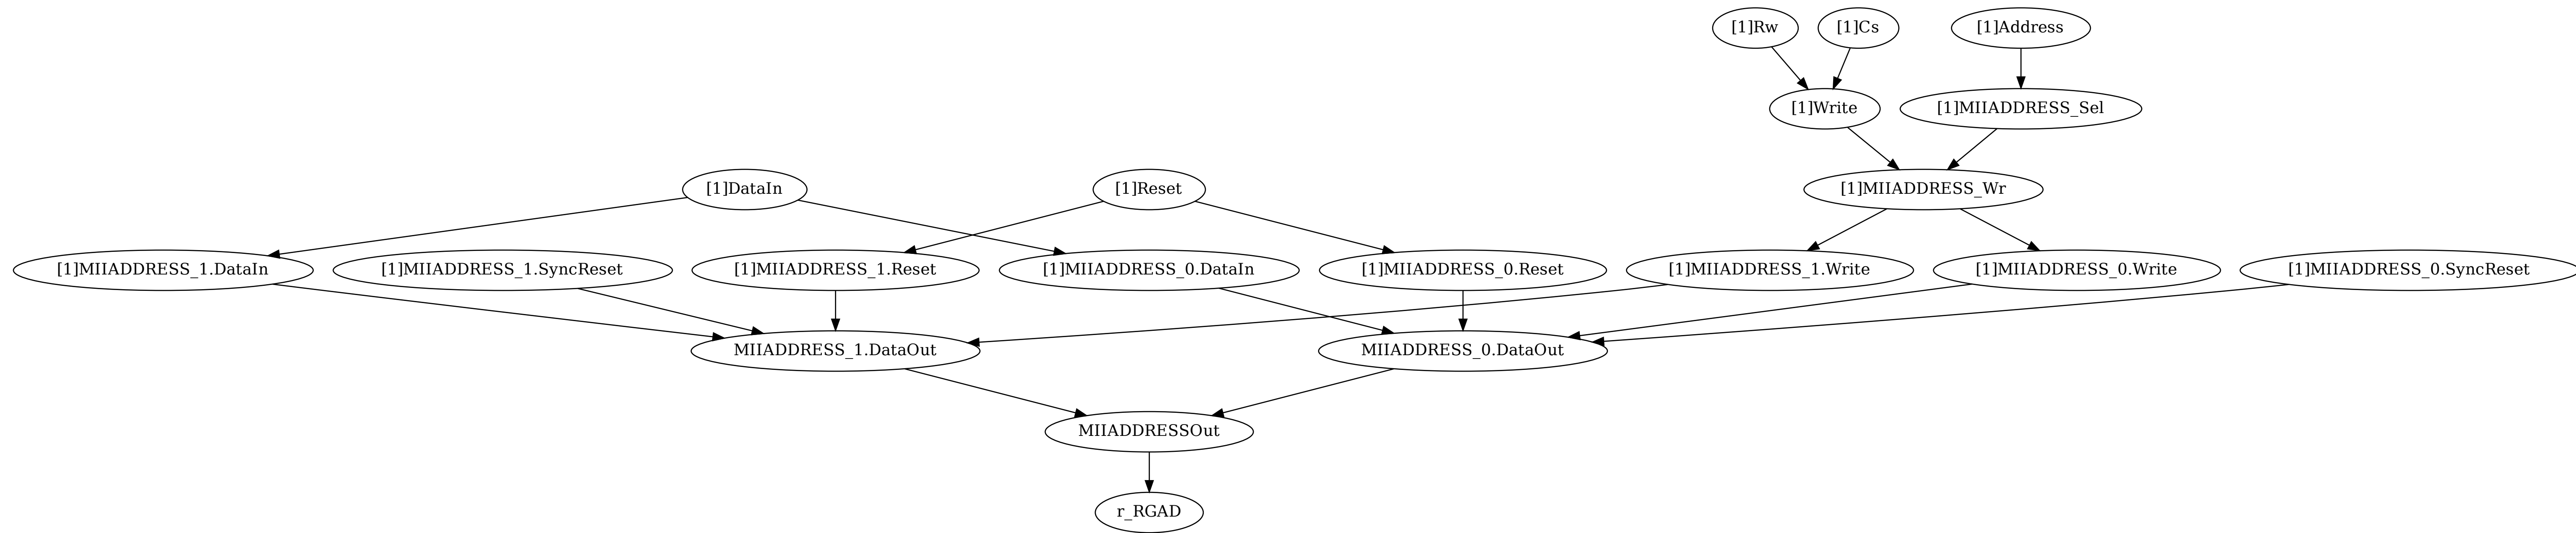 [1]Rw
[1]Cs
[1]Address
[1]Write
[1]MIIADDRESS_Sel
[1]DataIn
[1]Reset
[1]MIIADDRESS_Wr
[1]MIIADDRESS_1.DataIn
[1]MIIADDRESS_1.SyncReset
[1]MIIADDRESS_1.Reset
[1]MIIADDRESS_0.DataIn
[1]MIIADDRESS_0.Reset
[1]MIIADDRESS_1.Write
[1]MIIADDRESS_0.Write
[1]MIIADDRESS_0.SyncReset
MIIADDRESS_1.DataOut
MIIADDRESS_0.DataOut
MIIADDRESSOut
r_RGAD